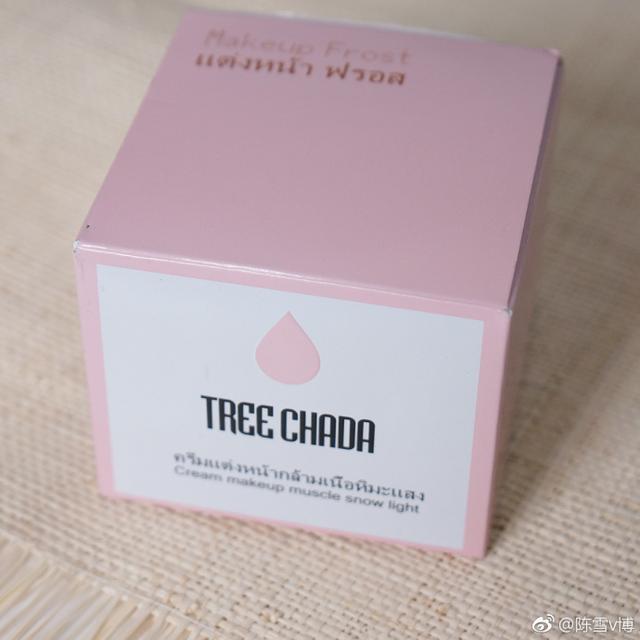 Makeup Frost
แต่งหน้า ฟรอส
TREE CHADA
ครีมแต่งหน้ากล้ามเนื้อหิมะแสง
Cream makeup muscle snow light
@陈雪v博